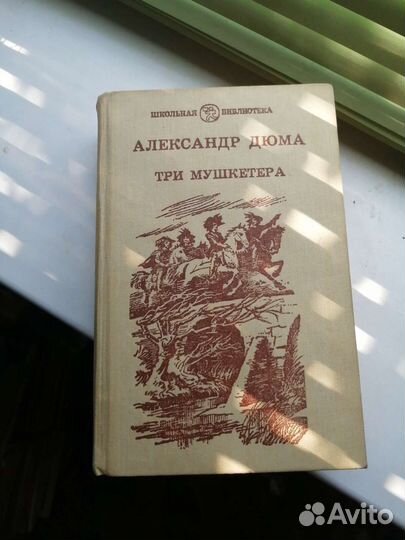 ШКОЛЬНАЯ БИБЛИОТЕКА
АЛЕКСАНДР ДЮМА
ТРИ МУШКЕТЕРА
Avito